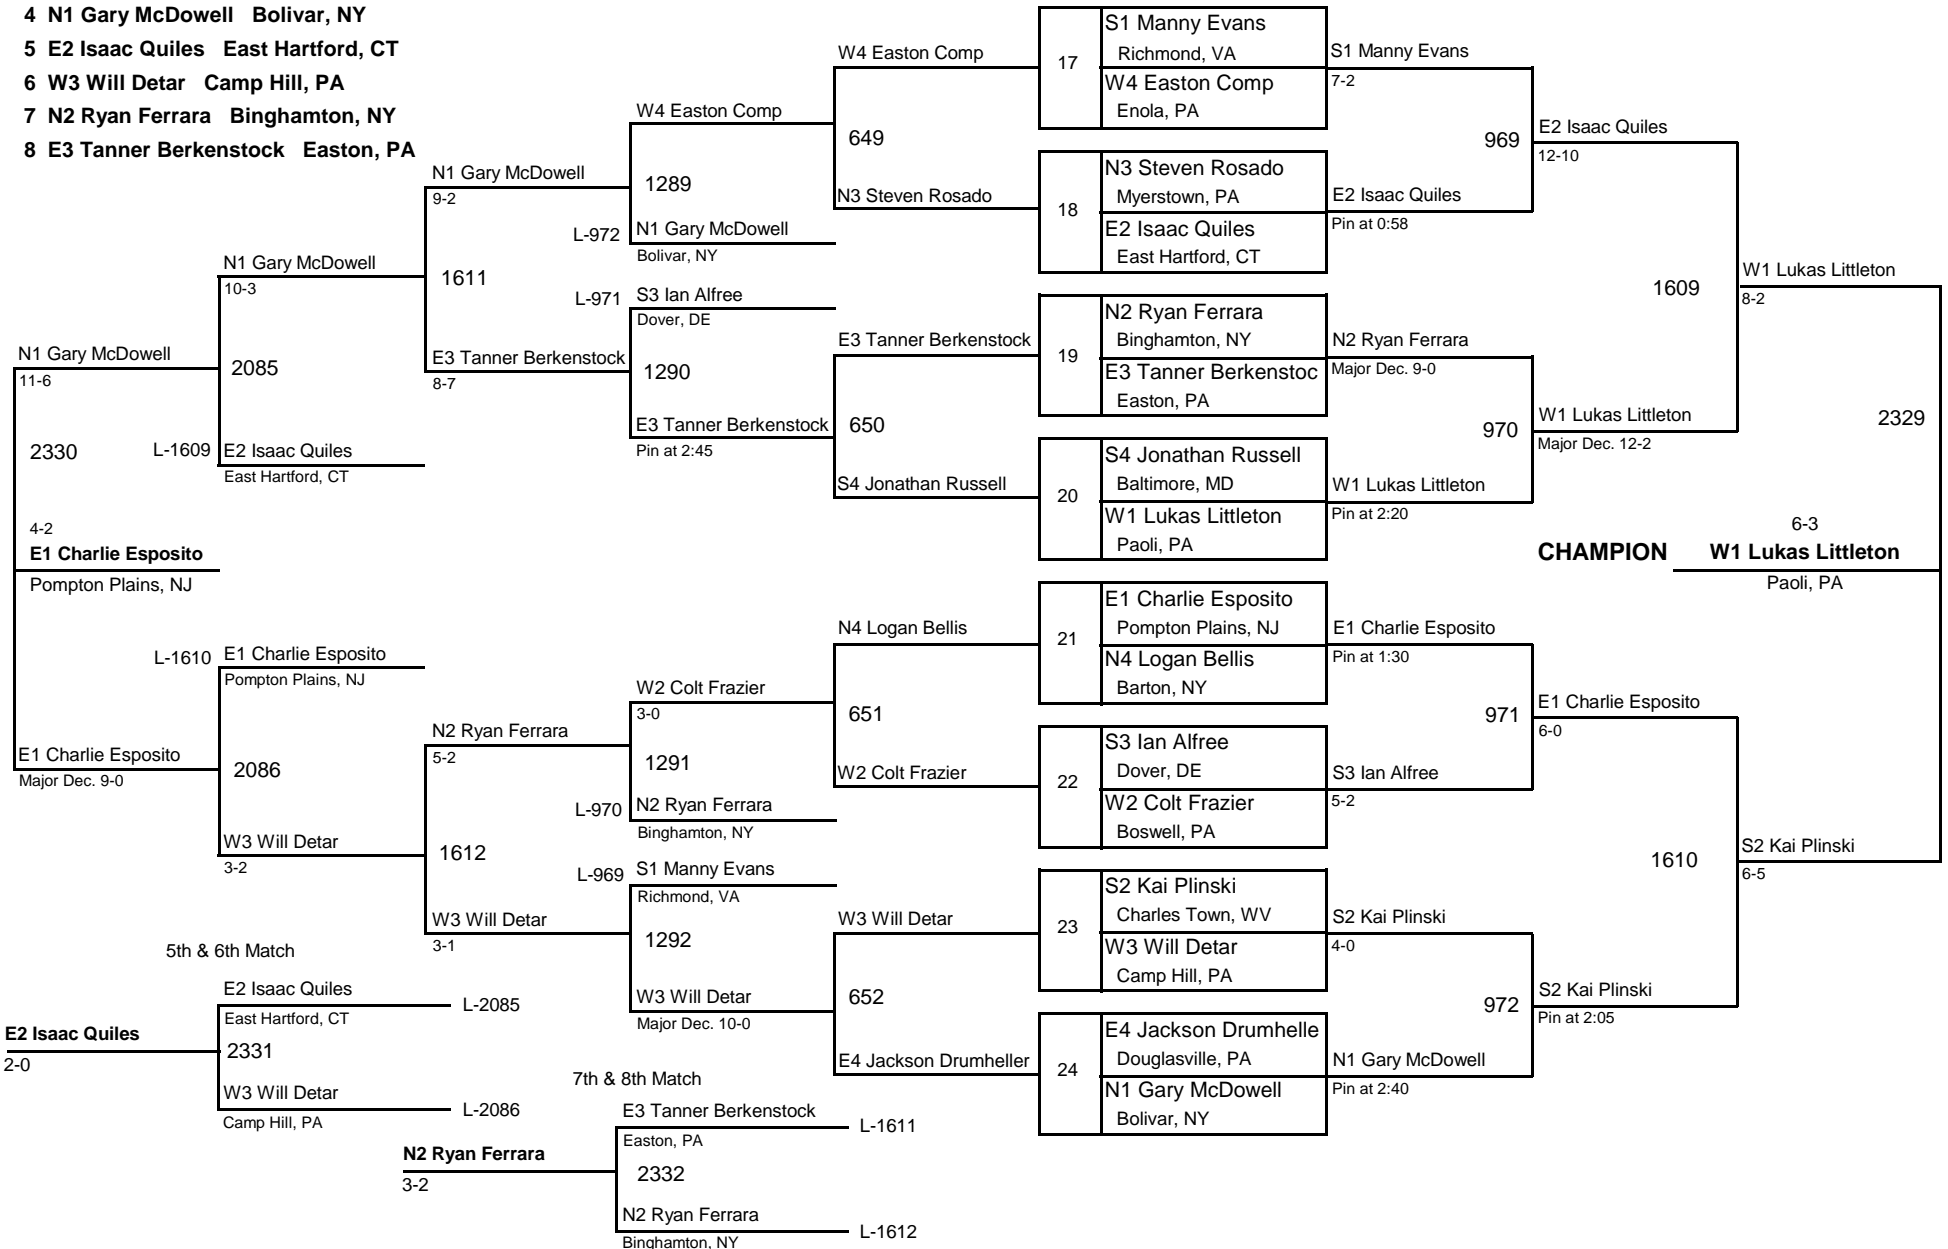 4 N1 Gary McDowell Bolivar, NY
5 E2 Isaac Quiles East Hartford, CT
6 W3 Will Detar Camp Hill, PA
7 N2 Ryan Ferrara Binghamton, NY
8 E3 Tanner Berkenstock Easton, PA
N1 Gary McDowell
11-6
2330
4-2
E1 Charlie Esposito
Pompton Plains, NJ
E1 Charlie Esposito
Major Dec. 9-0
N1 Gary McDowell
10-3
2085
L-1609 E2 Isaac Quiles
East Hartford, CT
L-1610 E1 Charlie Esposito
Pompton Plains, NJ
2086
W3 Will Detar
3-2
5th & 6th Match
E2 Isaac Quiles
L-2085
East Hartford, CT
E2 Isaac Quiles
2-0
2331
W3 Will Detar
L-2086
Camp Hill, PA
N1 Gary McDowell
9-2
1611
E3 Tanner Berkenstock
8-7
N2 Ryan Ferrara
5-2
1612
W3 Will Detar
3-1
W4 Easton Comp
1289
L-972 N1 Gary McDowell
Bolivar, NY
L-971 S3 Ian Alfree
Dover, DE
1290
E3 Tanner Berkenstock
Pin at 2:45
W2 Colt Frazier
3-0
1291
L-970 N2 Ryan Ferrara
Binghamton, NY
L-969 S1 Manny Evans
Richmond, VA
1292
W3 Will Detar
Major Dec. 10-0
7th & 8th Match
E3 Tanner Berkenstock
L-1611
Easton, PA
N2 Ryan Ferrara
3-2
2332
N2 Ryan Ferrara
L-1612
Binghamton, NY
W4 Easton Comp
649
N3 Steven Rosado
E3 Tanner Berkenstock
650
S4 Jonathan Russell
N4 Logan Bellis
651
W2 Colt Frazier
W3 Will Detar
652
E4 Jackson Drumheller
S1 Manny Evans
17 Richmond, VA
W4 Easton Comp
Enola, PA
N3 Steven Rosado
Myerstown, PA
18
E2 Isaac Quiles
East Hartford, CT
N2 Ryan Ferrara
Binghamton, NY
19
E3 Tanner Berkenstoc
Easton, PA
S4 Jonathan Russell
Baltimore, MD
20
W1 Lukas Littleton
Paoli, PA
E1 Charlie Esposito
Pompton Plains, NJ
21
N4 Logan Bellis
Barton, NY
S3 Ian Alfree
Dover, DE
22
W2 Colt Frazier
Boswell, PA
S2 Kai Plinski
Charles Town, WV
23
W3 Will Detar
Camp Hill, PA
E4 Jackson Drumhelle
Douglasville, PA
24
N1 Gary McDowell
Bolivar, NY
S1 Manny Evans
7-2
969
E2 Isaac Quiles
Pin at 0:58
N2 Ryan Ferrara
Major Dec. 9-0
970
W1 Lukas Littleton
Pin at 2:20
E1 Charlie Esposito
Pin at 1:30
971
S3 Ian Alfree
5-2
S2 Kai Plinski
4-0
972
N1 Gary McDowell
Pin at 2:40
E2 Isaac Quiles
12-10
1609
W1 Lukas Littleton
Major Dec. 12-2
E1 Charlie Esposito
6-0
1610
S2 Kai Plinski
Pin at 2:05
W1 Lukas Littleton
8-2
2329
6-3
CHAMPION W1 Lukas Littleton
Paoli, PA
S2 Kai Plinski
6-5